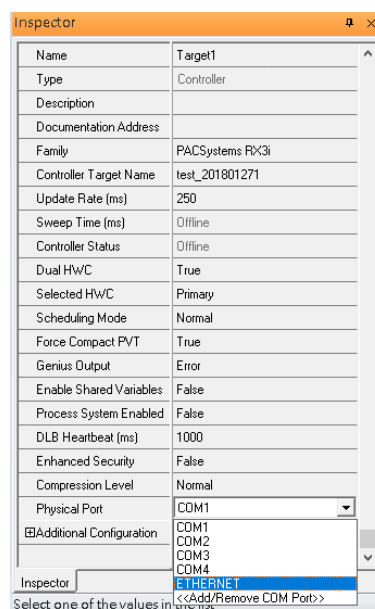 Inspector
Name Target1
Type Controller
Description
Documentation Address
Family PACSystems RX3i
Controller Target Name test_201801271
Update Rate (ms) 250
Sweep Time (ms) Offline
Controller Status Offline
Dual HWC True
Selected HWC Primary
Scheduling Mode Normal
Force Compact PVT True
Genius Output Error
Enable Shared Variables False
Process System Enabled False
DLB Heartbeat (ms) 1000
Enhanced Security False
Compression Level Normal
Physical Port COM1
Additional Configuration
COM1
COM2
COM3
COM4
ETHERNET
<<Add/Remove COM Port>>
Inspector
Select one of the values in the list